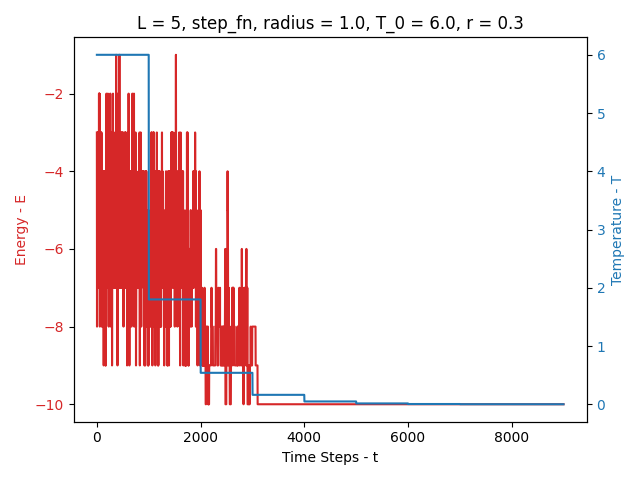 L = 5, step_fn, radius = 1.0, T_0 = 6.0, r = 0.3
Energy - E
−2
−4
−6
−8
−10
6
5
4
3
2
1
0
Temperature - T
0 2000 4000 6000 8000
Time Steps - t